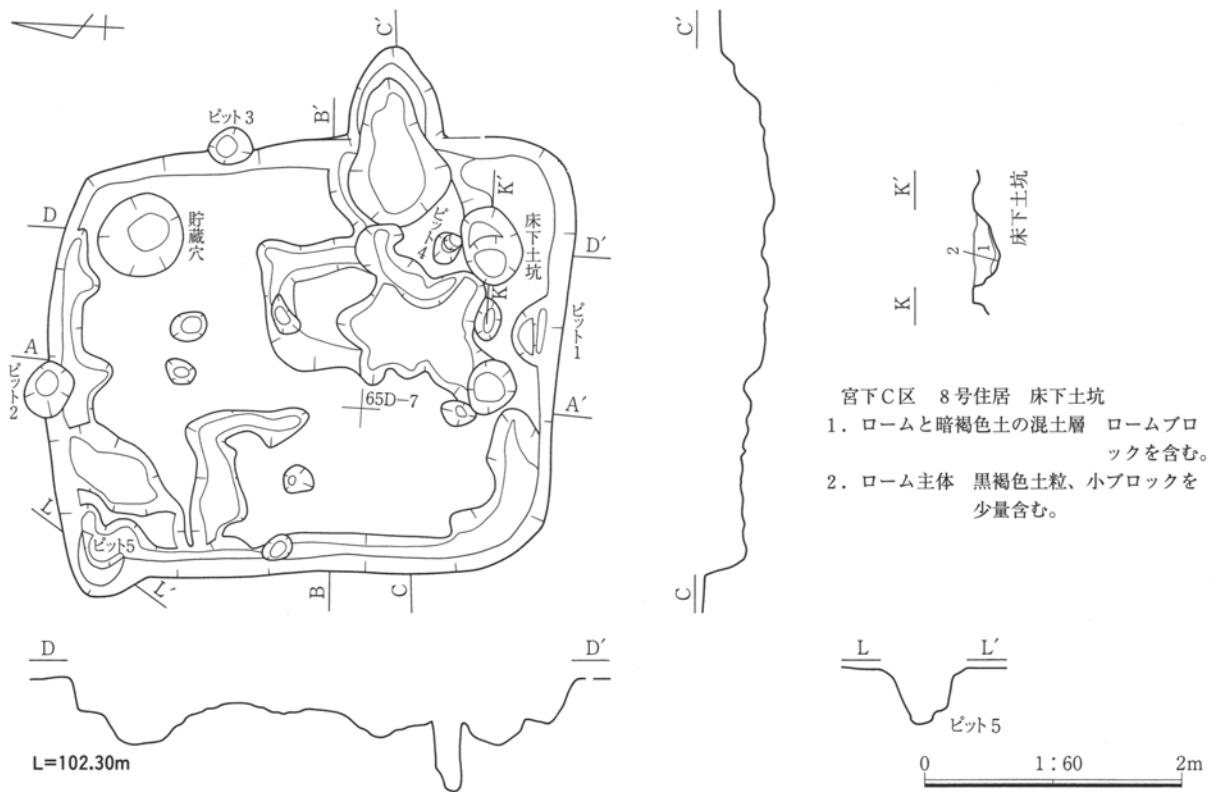 C′
C′
ピット3
B′
K′
K′
D
貯蔵穴
ピット4
床下土坑
D′
2
1
床下土坑
K
K
ピット1
A
ピット2
65D−7
A′
宮下C区 8号住居 床下土坑
1．ロームと暗褐色土の混土層 ロームブロ
ックを含む。
2．ローム主体 黒褐色土粒、小ブロックを
少量含む。
L
ピット5
L′
B
C
C
D
D′
L
L′
ピット5
L=102.30m
0 1：60 2m